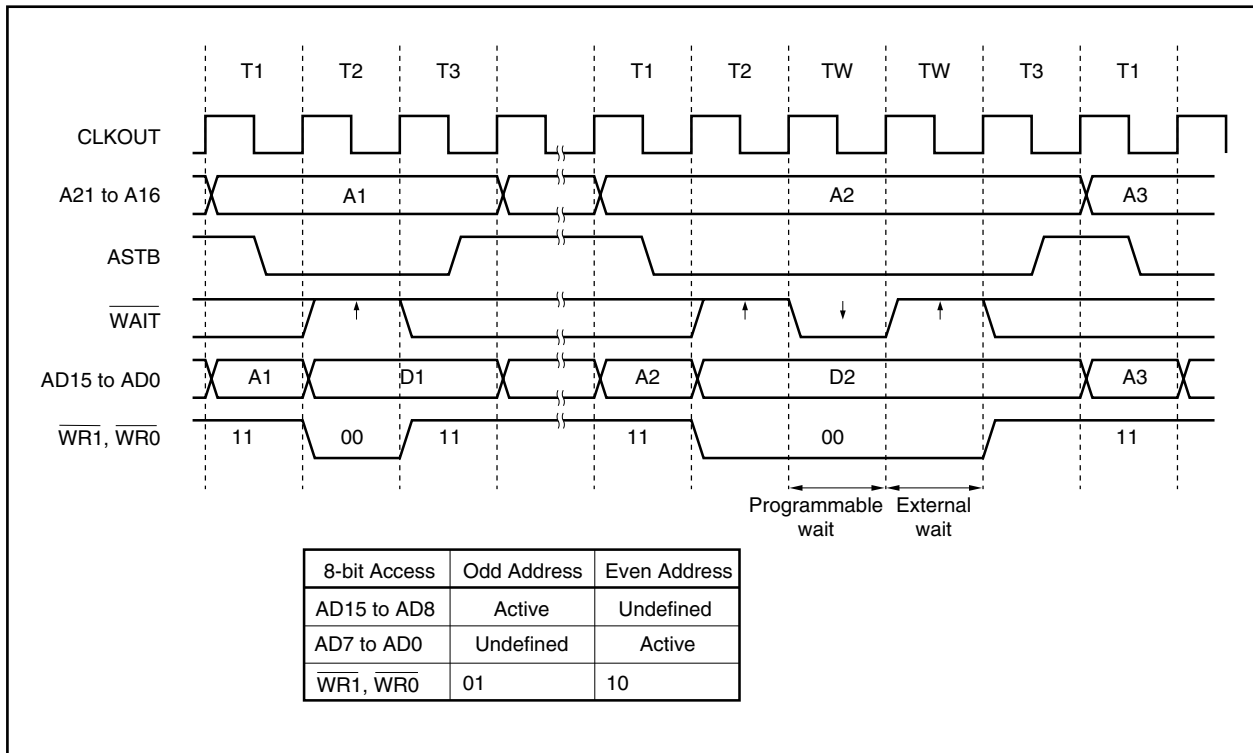 T1 T2 T3 T1 T2 TW TW T3 T1
CLKOUT
A21 to A16 A1 A2 A3
ASTB
WAIT
AD15 to AD0 A1 D1 A2 D2 A3
WR1, WR0 11 00 11 11 00 11
Programmable wait
External wait
8-bit Access Odd Address Even Address
AD15 to AD8 Active Undefined
AD7 to AD0 Undefined Active
WR1, WR0 01 10